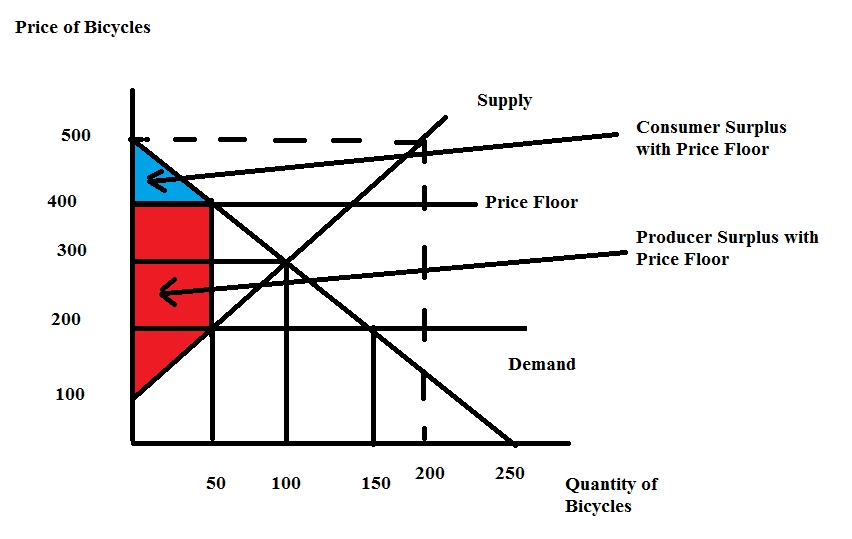 Price of Bicycles
Supply
500
Consumer Surplus
with Price Floor
400
Price Floor
300
Producer Surplus with
Price Floor
200
Demand
100
50
100
150
200
250
Quantity of
Bicycles